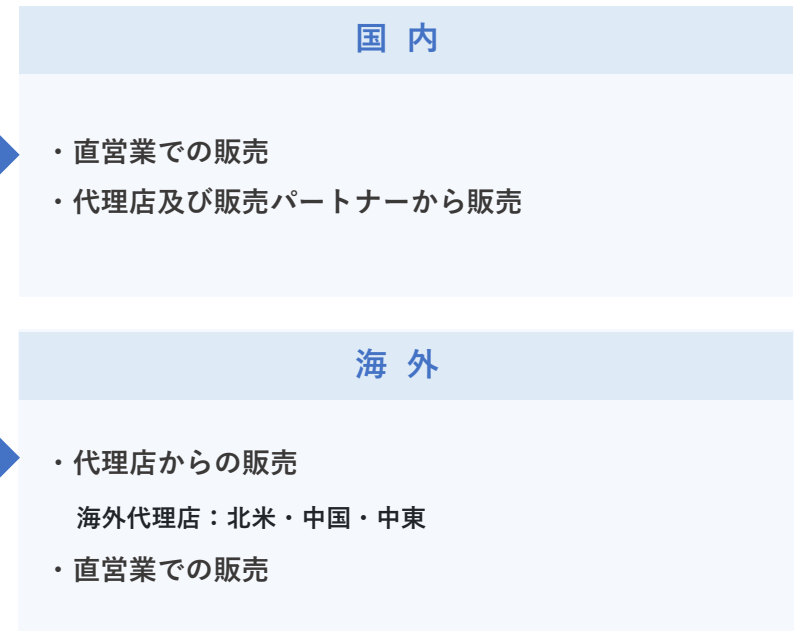 国 内
・直営業での販売
・代理店及び販売パートナーから販売
海 外
・代理店からの販売
海外代理店：北米・中国・中東
・直営業での販売